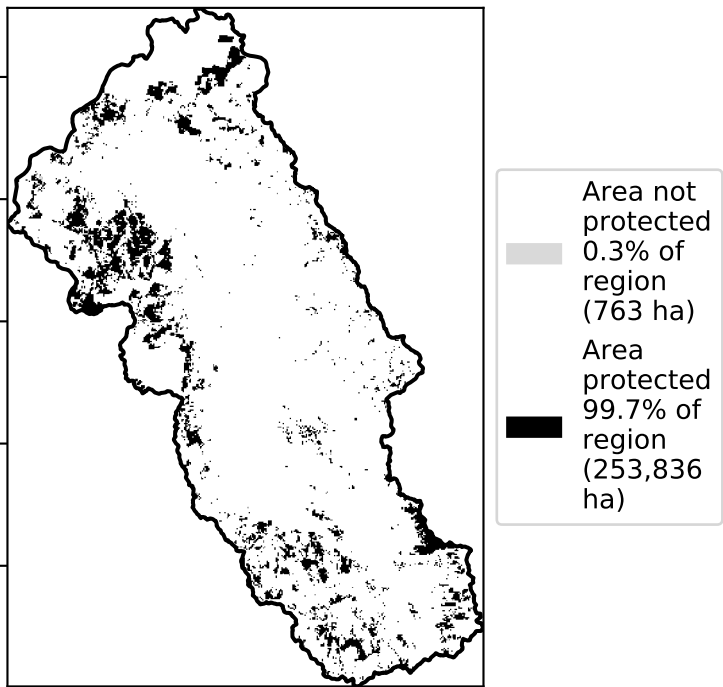 Area not
protected
0.3% of
region
(763 ha)
Area
protected
99.7% of
region
(253,836
ha)